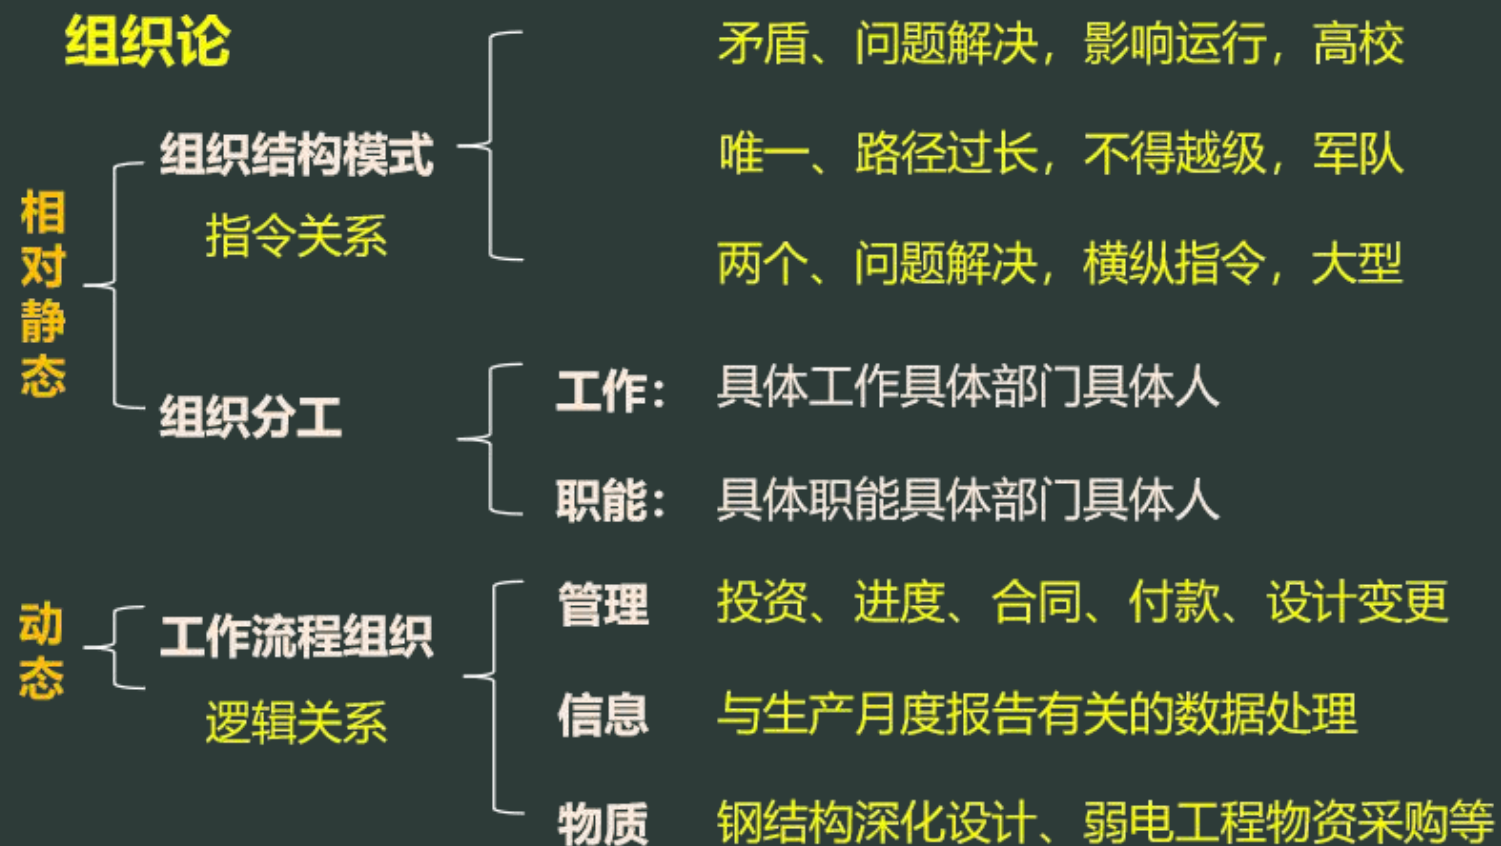 组织论
相对静态
组织结构模式
指令关系
矛盾、问题解决，影响运行，高校
唯一、路径过长，不得越级，军队
两个、问题解决，横纵指令，大型
组织分工
工作： 具体工作具体部门具体人
职能： 具体职能具体部门具体人
动态
工作流程组织
逻辑关系
管理 投资、进度、合同、付款、设计变更
信息 与生产月度报告有关的数据处理
物质 钢结构深化设计、弱电工程物资采购等